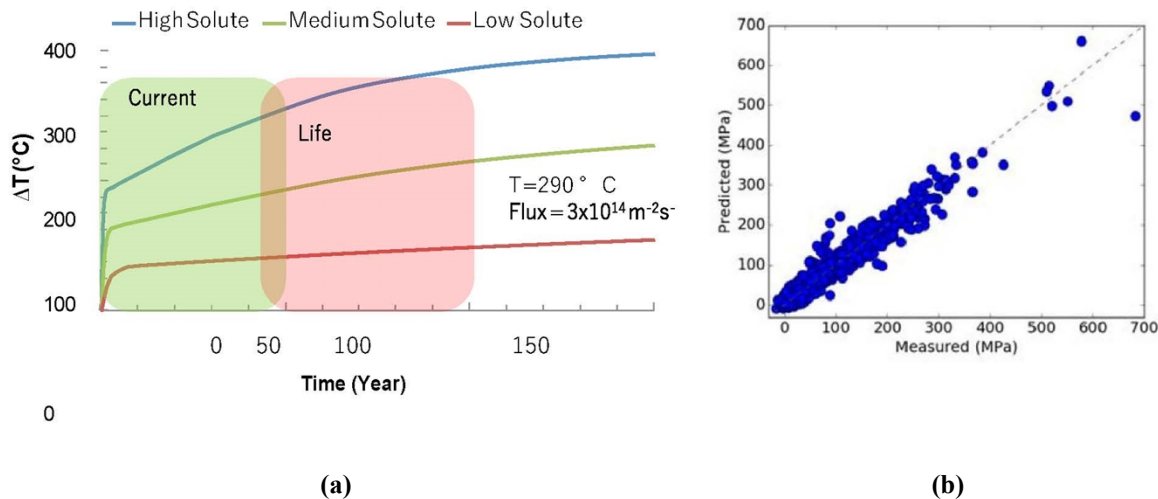 High Solute Medium Solute Low Solute
400
300
200
100
0
ΔT (°C)
Current
Life
T=290° C
Flux=3x10¹⁴m⁻²s⁻
0 50 100 150
Time (Year)
(a)
700
600
500
400
300
200
100
0
Predicted (MPa)
0 100 200 300 400 500 600 700
Measured (MPa)
(b)